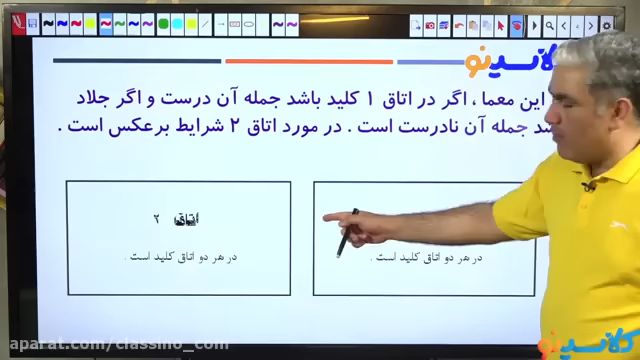 کلاسینو
این معما ، اگر در اتاق ۱ کلید باشد جمله آن درست و اگر جلاد
جمله آن نادرست است . در مورد اتاق ۲ شرایط برعکس است .
در هر دو اتاق کلید است .
اتاق ۲
در هر دو اتاق کلید است .
aparat.com/classino_com
کلاسینو